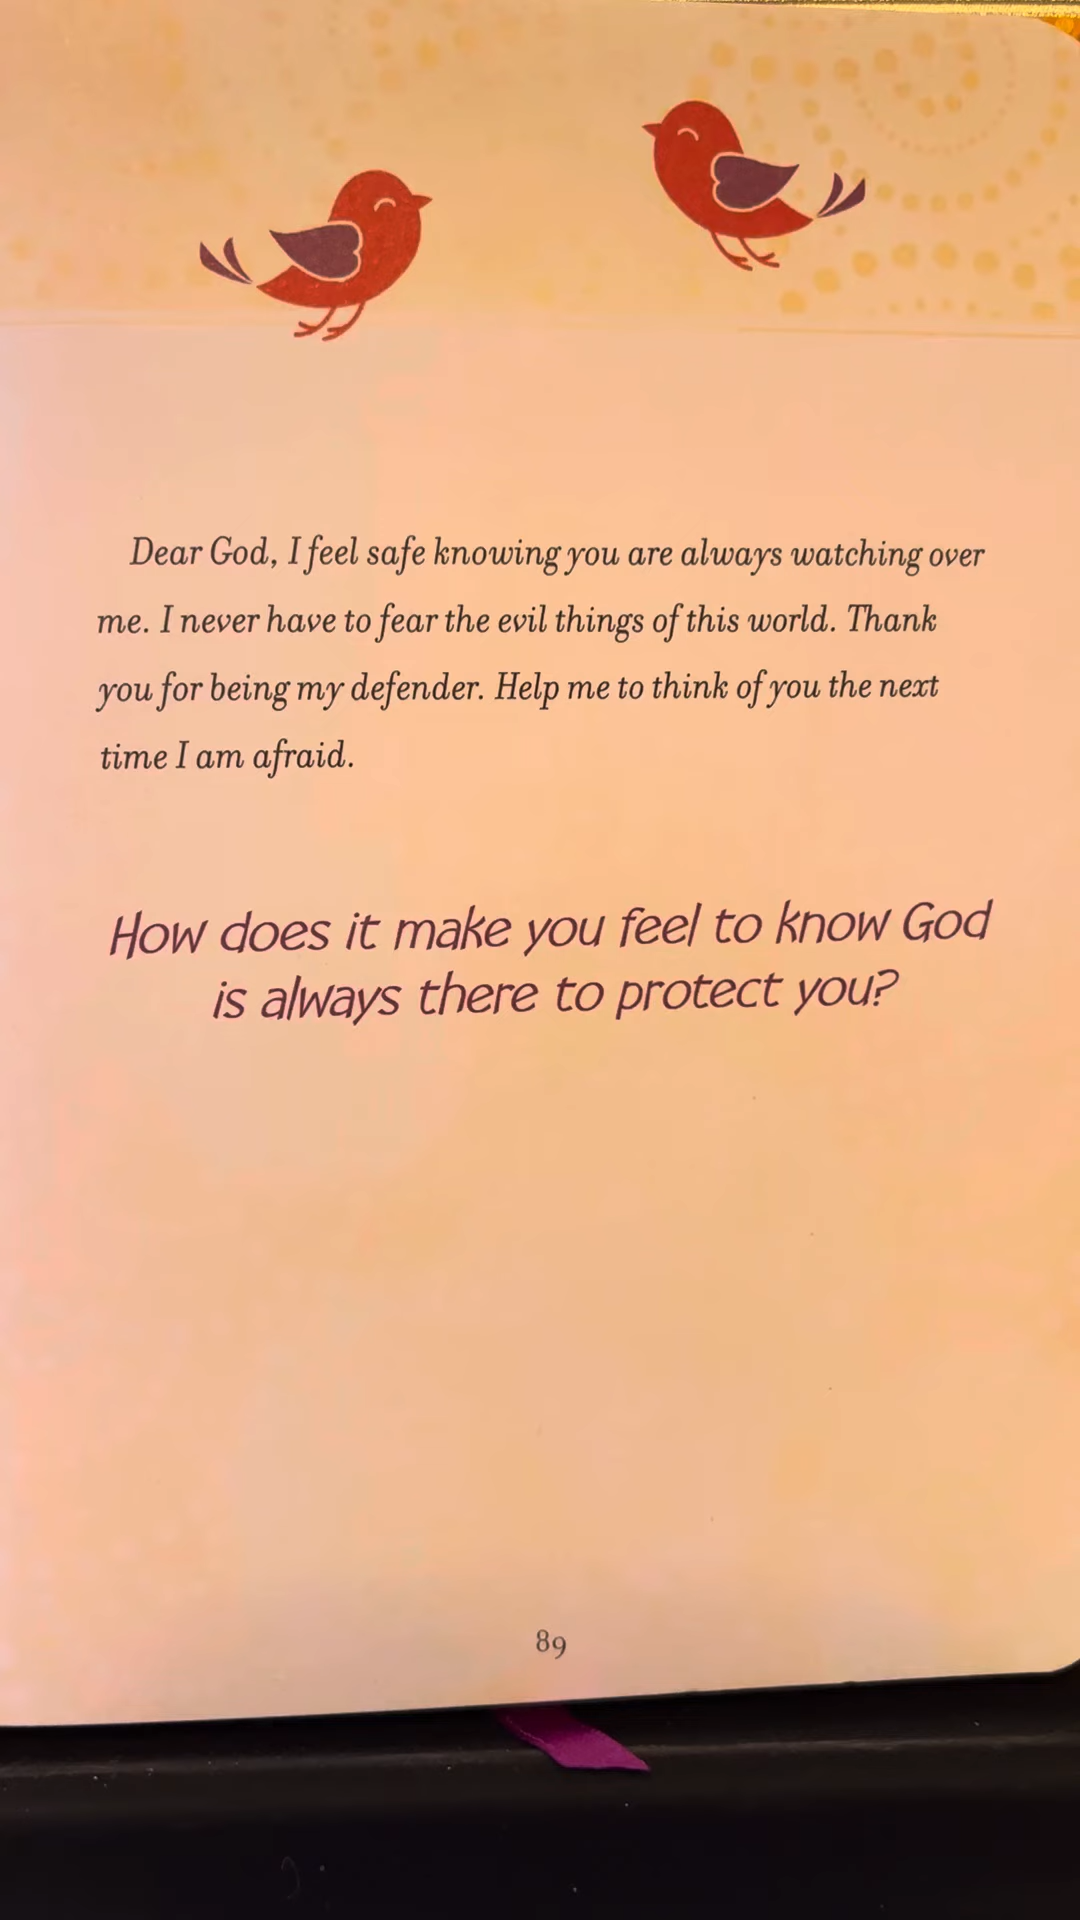 Dear God, I feel safe knowing you are always watching over
me. I never have to fear the evil things of this world. Thank
you for being my defender. Help me to think of you the next
time I am afraid.
How does it make you feel to know God
is always there to protect you?
89